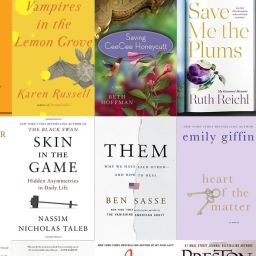 Vampires in
the Lemon Grove
Karen Russell
Saving
CeeCee Honeycutt
BETH
HOFFMAN
Save
Me the
Plums
Ruth Reichl
R
THE BLACK SWAN
SKIN
IN THE
GAME
Hidden Asymmetries
in Daily Life
NASSIM
NICHOLAS TALEB
THEM
WHY WE HATE EACH OTHER—
AND HOW TO HEAL
BEN SASSE
THE VANISHING AMERICAN ADULT
emily giffin
heart of
the matter
PRESTON